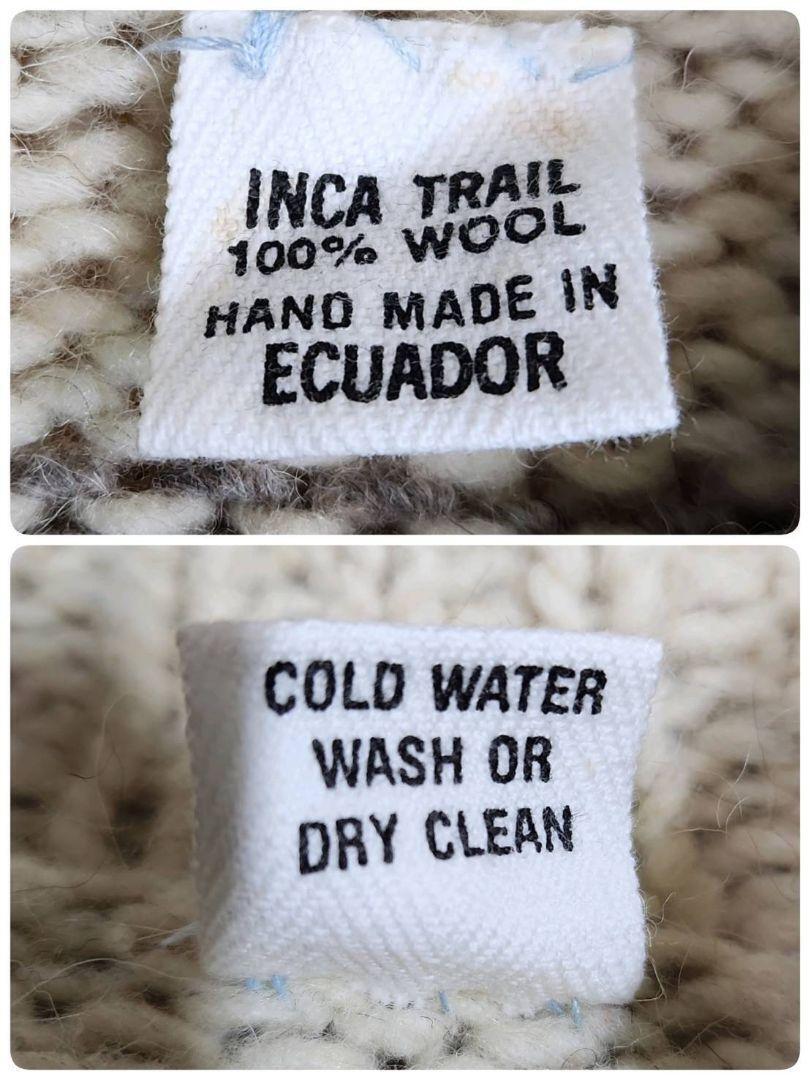 INCA TRAIL
100% WOOL
HAND MADE IN
ECUADOR
COLD WATER
WASH OR
DRY CLEAN